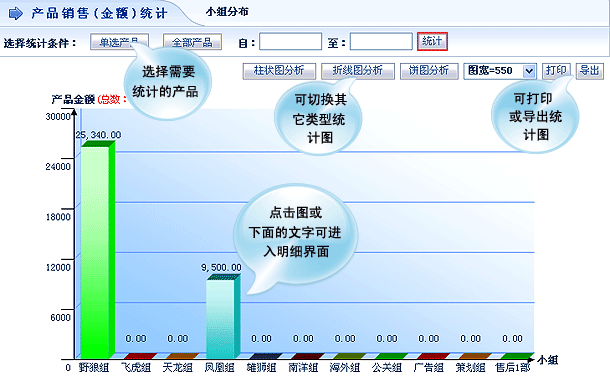 产品销售(金额)统计 小组分布
选择统计条件： 单选产品 全部产品 自： 至： 统计
选择需要
统计的产品
柱状图分析 折线图分析 饼图分析 图宽=550 打印 导出
可切换其
它类型统
计图
可打印
或导出统
计图
产品金额(总数：
30000
25,340.00
24000
18000
点击图或
下面的文字可进
入明细界面
12000
9,500.00
6000
0.00 0.00 0.00 0.00 0.00 0.00 0.00 0.00 0.00
0 野狼组 飞虎组 天龙组 凤凰组 雄狮组 南洋组 海外组 公关组 广告组 策划组 售后1部 小组